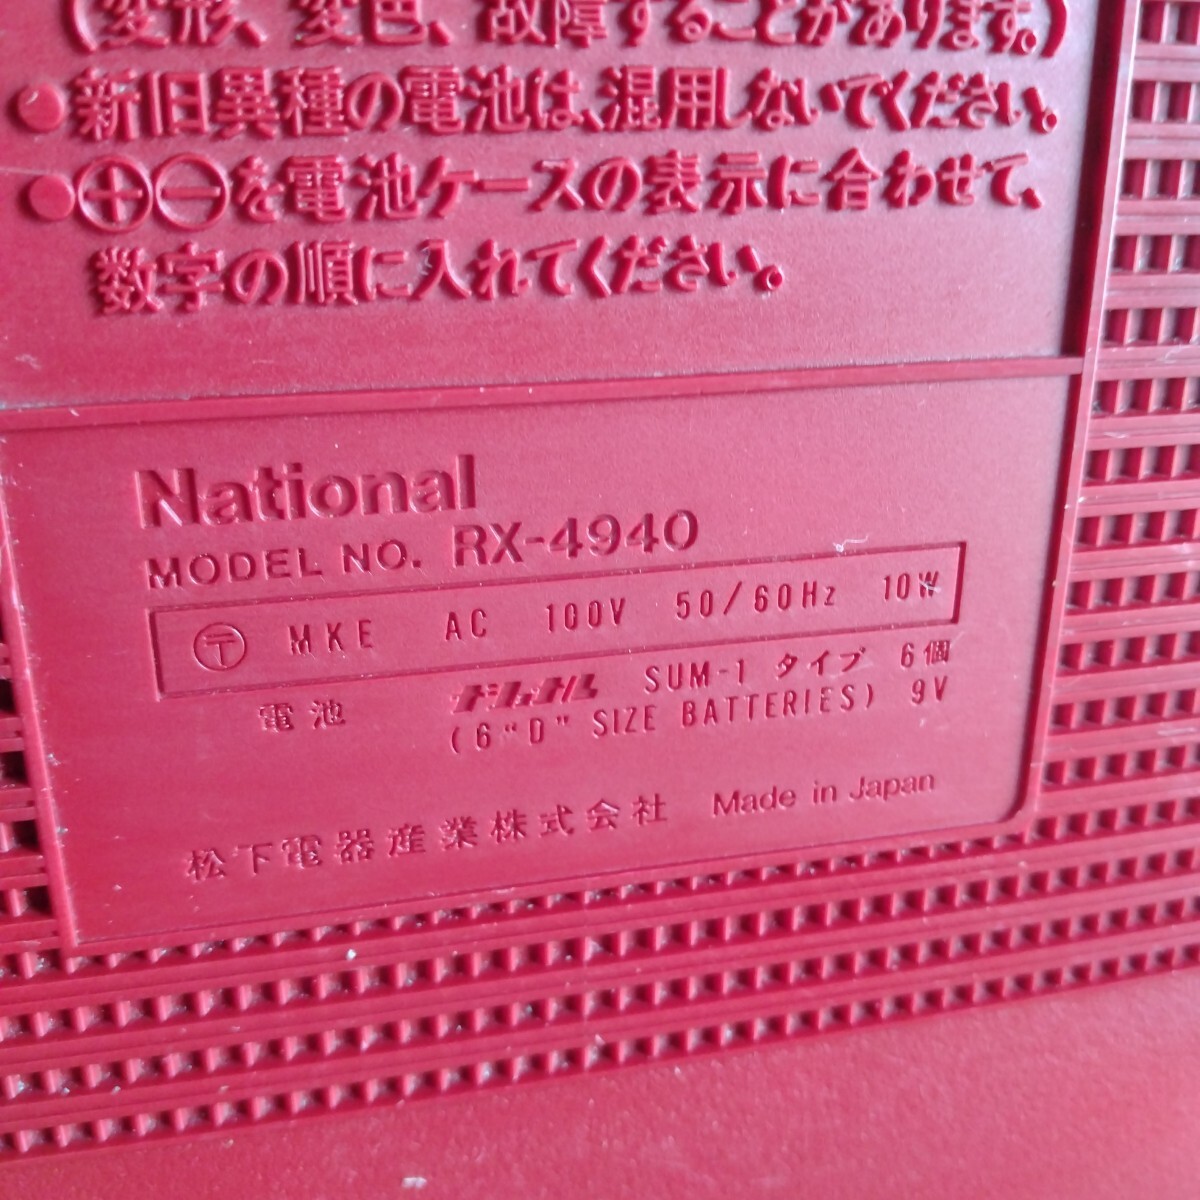 (変形、変色、故障することがあります。)
●新旧異種の電池は、混用しないでください。
●⊕⊖を電池ケースの表示に合わせて、
数字の順に入れてください。
National
MODEL NO. RX-4940
〒 MKE AC 100V 50/60Hz 10W
電池 ナショナル SUM-1 タイプ 6個
(6 "D" SIZE BATTERIES) 9V
松下電器産業株式会社 Made in Japan